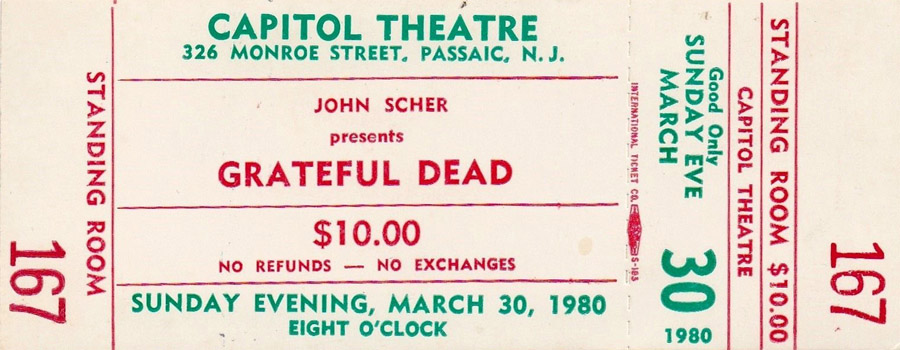 167
STANDING ROOM
CAPITOL THEATRE
326 MONROE STREET, PASSAIC, N.J.
JOHN SCHER
presents
GRATEFUL DEAD
$10.00
NO REFUNDS — NO EXCHANGES
SUNDAY EVENING, MARCH 30, 1980
EIGHT O'CLOCK
INTERNATIONAL TICKET CO.
S-185
Good Only
SUNDAY EVE
MARCH
30
1980
CAPITOL THEATRE
STANDING ROOM $10.00
167